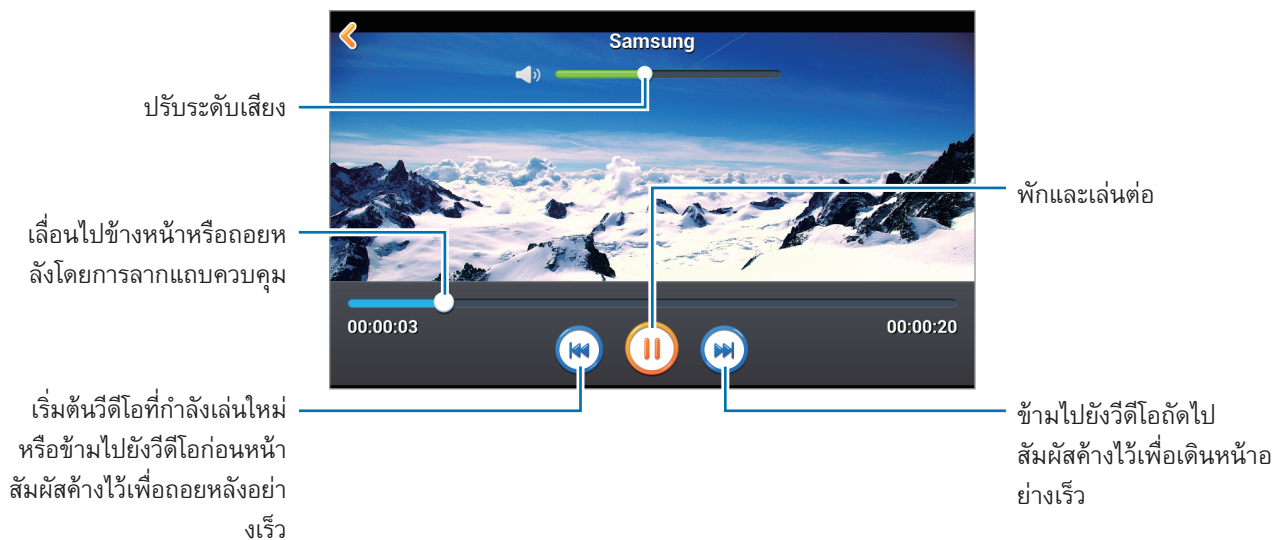 Samsung
ปรับระดับเสียง
พักและเล่นต่อ
เลื่อนไปข้างหน้าหรือถอยห
ลังโดยการลากแถบควบคุม
00:00:03
00:00:20
เริ่มต้นวีดีโอที่กำลังเล่นใหม่
หรือข้ามไปยังวีดีโอก่อนหน้า
สัมผัสค้างไว้เพื่อถอยหลังอย่า
งเร็ว
ข้ามไปยังวีดีโอถัดไป
สัมผัสค้างไว้เพื่อเดินหน้าอ
ย่างเร็ว